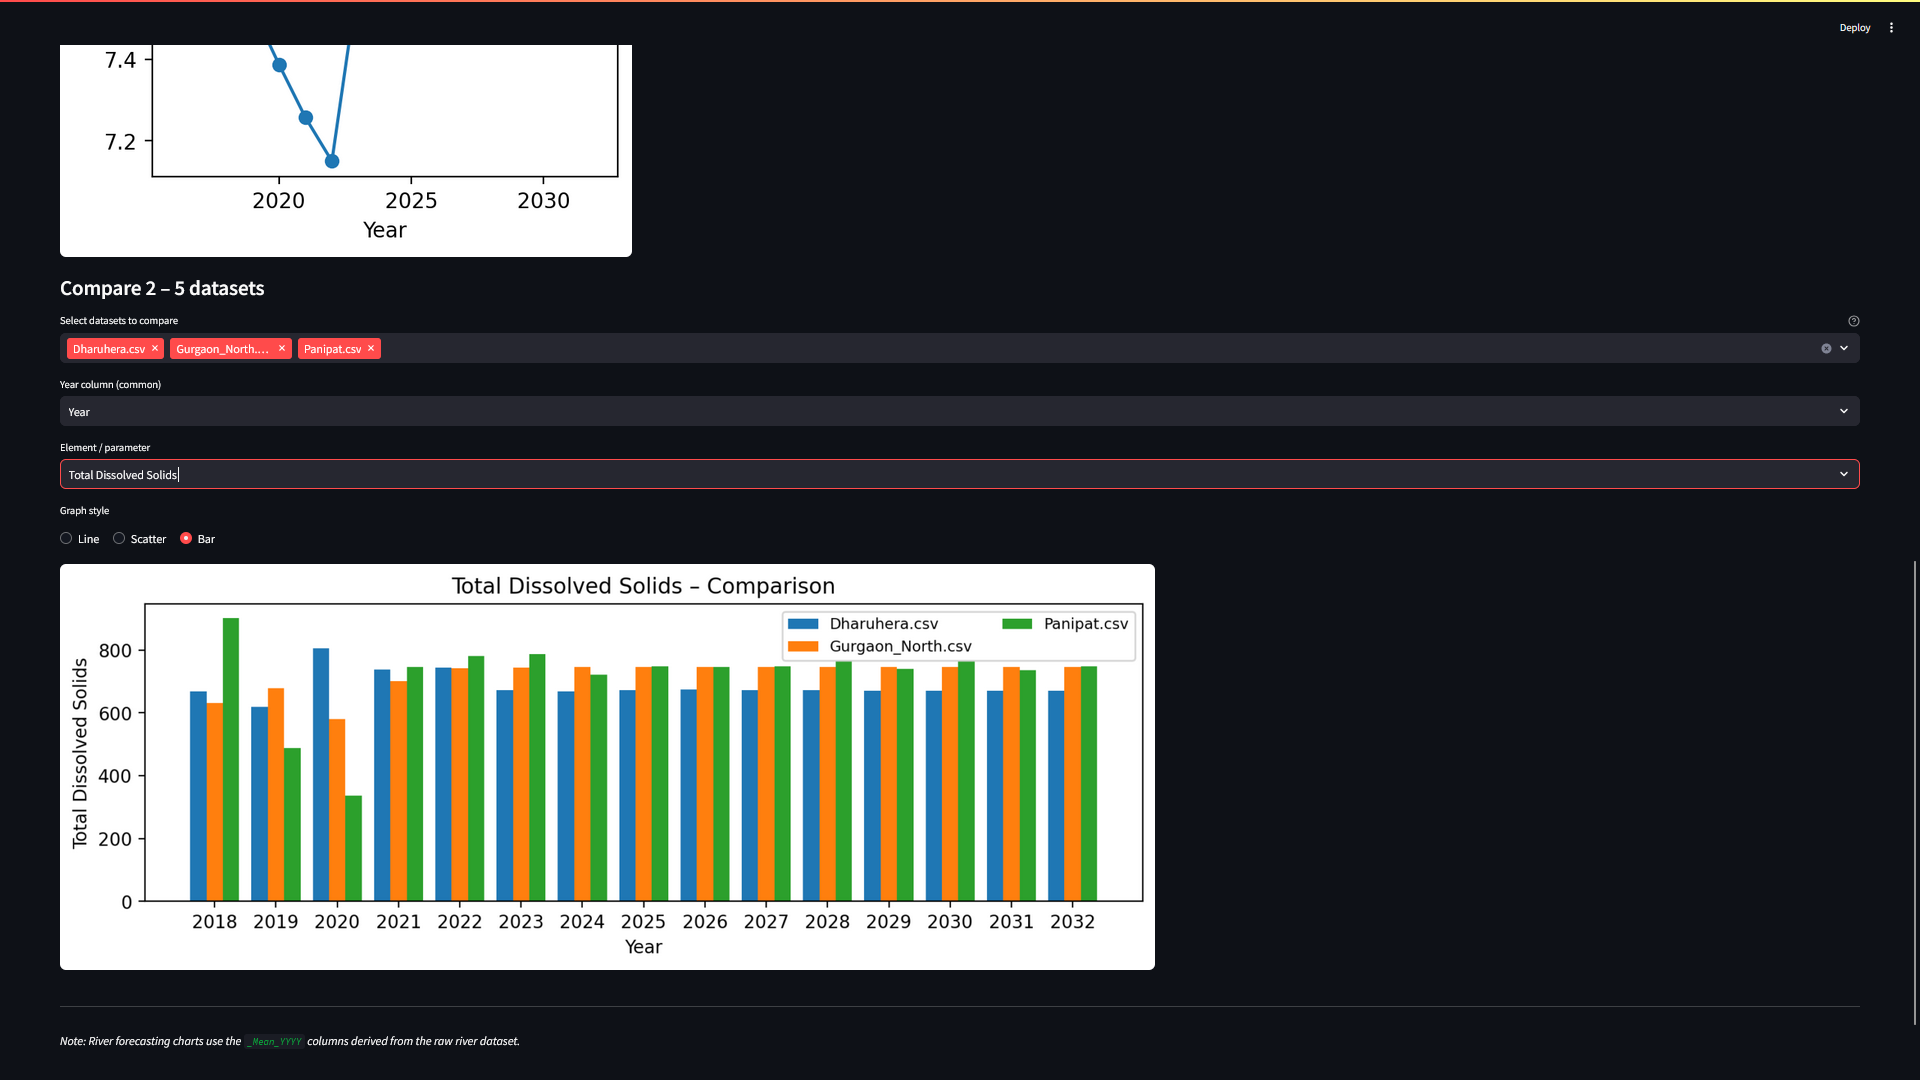 Deploy
7.4
7.2
2020 2025 2030
Year
Compare 2 – 5 datasets
Select datasets to compare
Dharuhera.csv × Gurgaon_North.... × Panipat.csv ×
Year column (common)
Year
Element / parameter
Total Dissolved Solids
Graph style
Line Scatter Bar
Total Dissolved Solids – Comparison
Dharuhera.csv Panipat.csv
Gurgaon_North.csv
Total Dissolved Solids
800
600
400
200
0
2018 2019 2020 2021 2022 2023 2024 2025 2026 2027 2028 2029 2030 2031 2032
Year
Note: River forecasting charts use the _Mean_YYYY columns derived from the raw river dataset.